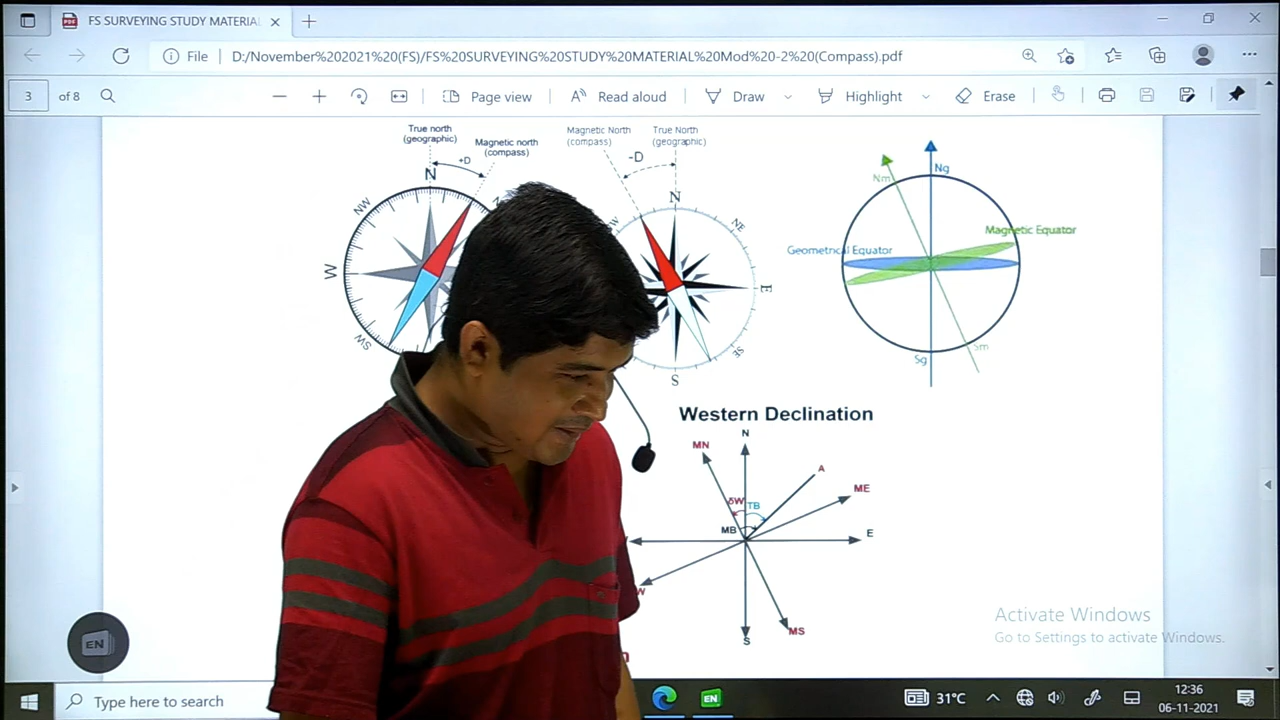 FS SURVEYING STUDY MATERIAL
File
D:/November%202021%20(FS)/FS%20SURVEYING%20STUDY%20MATERIAL%20Mod%20-2%20(Compass).pdf
3 of 8
Page view
Read aloud
Draw
Highlight
Erase
True north
(geographic)
Magnetic north
(compass)
+D
N
NW
W
SW
Magnetic North
(compass)
True North
(geographic)
-D
N
NE
E
SE
S
Nm
Ng
Magnetic Equator
Geometrical Equator
Sg
Sm
Western Declination
N
MN
A
ME
δW
TB
MB
E
W
MS
S
Activate Windows
Go to Settings to activate Windows.
EN
Type here to search
EN
31°C
12:36
06-11-2021